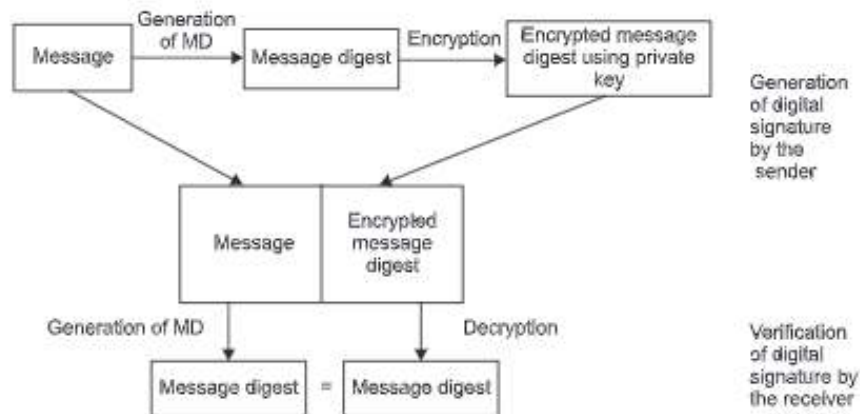 Generation
of MD
Message
Message digest
Encryption
Encrypted message
digest using private
key
Generation
of digital
signature
by the
sender
Message
Encrypted
message
digest
Generation of MD
Decryption
Message digest
=
Message digest
Verification
of digital
signature by
the receiver